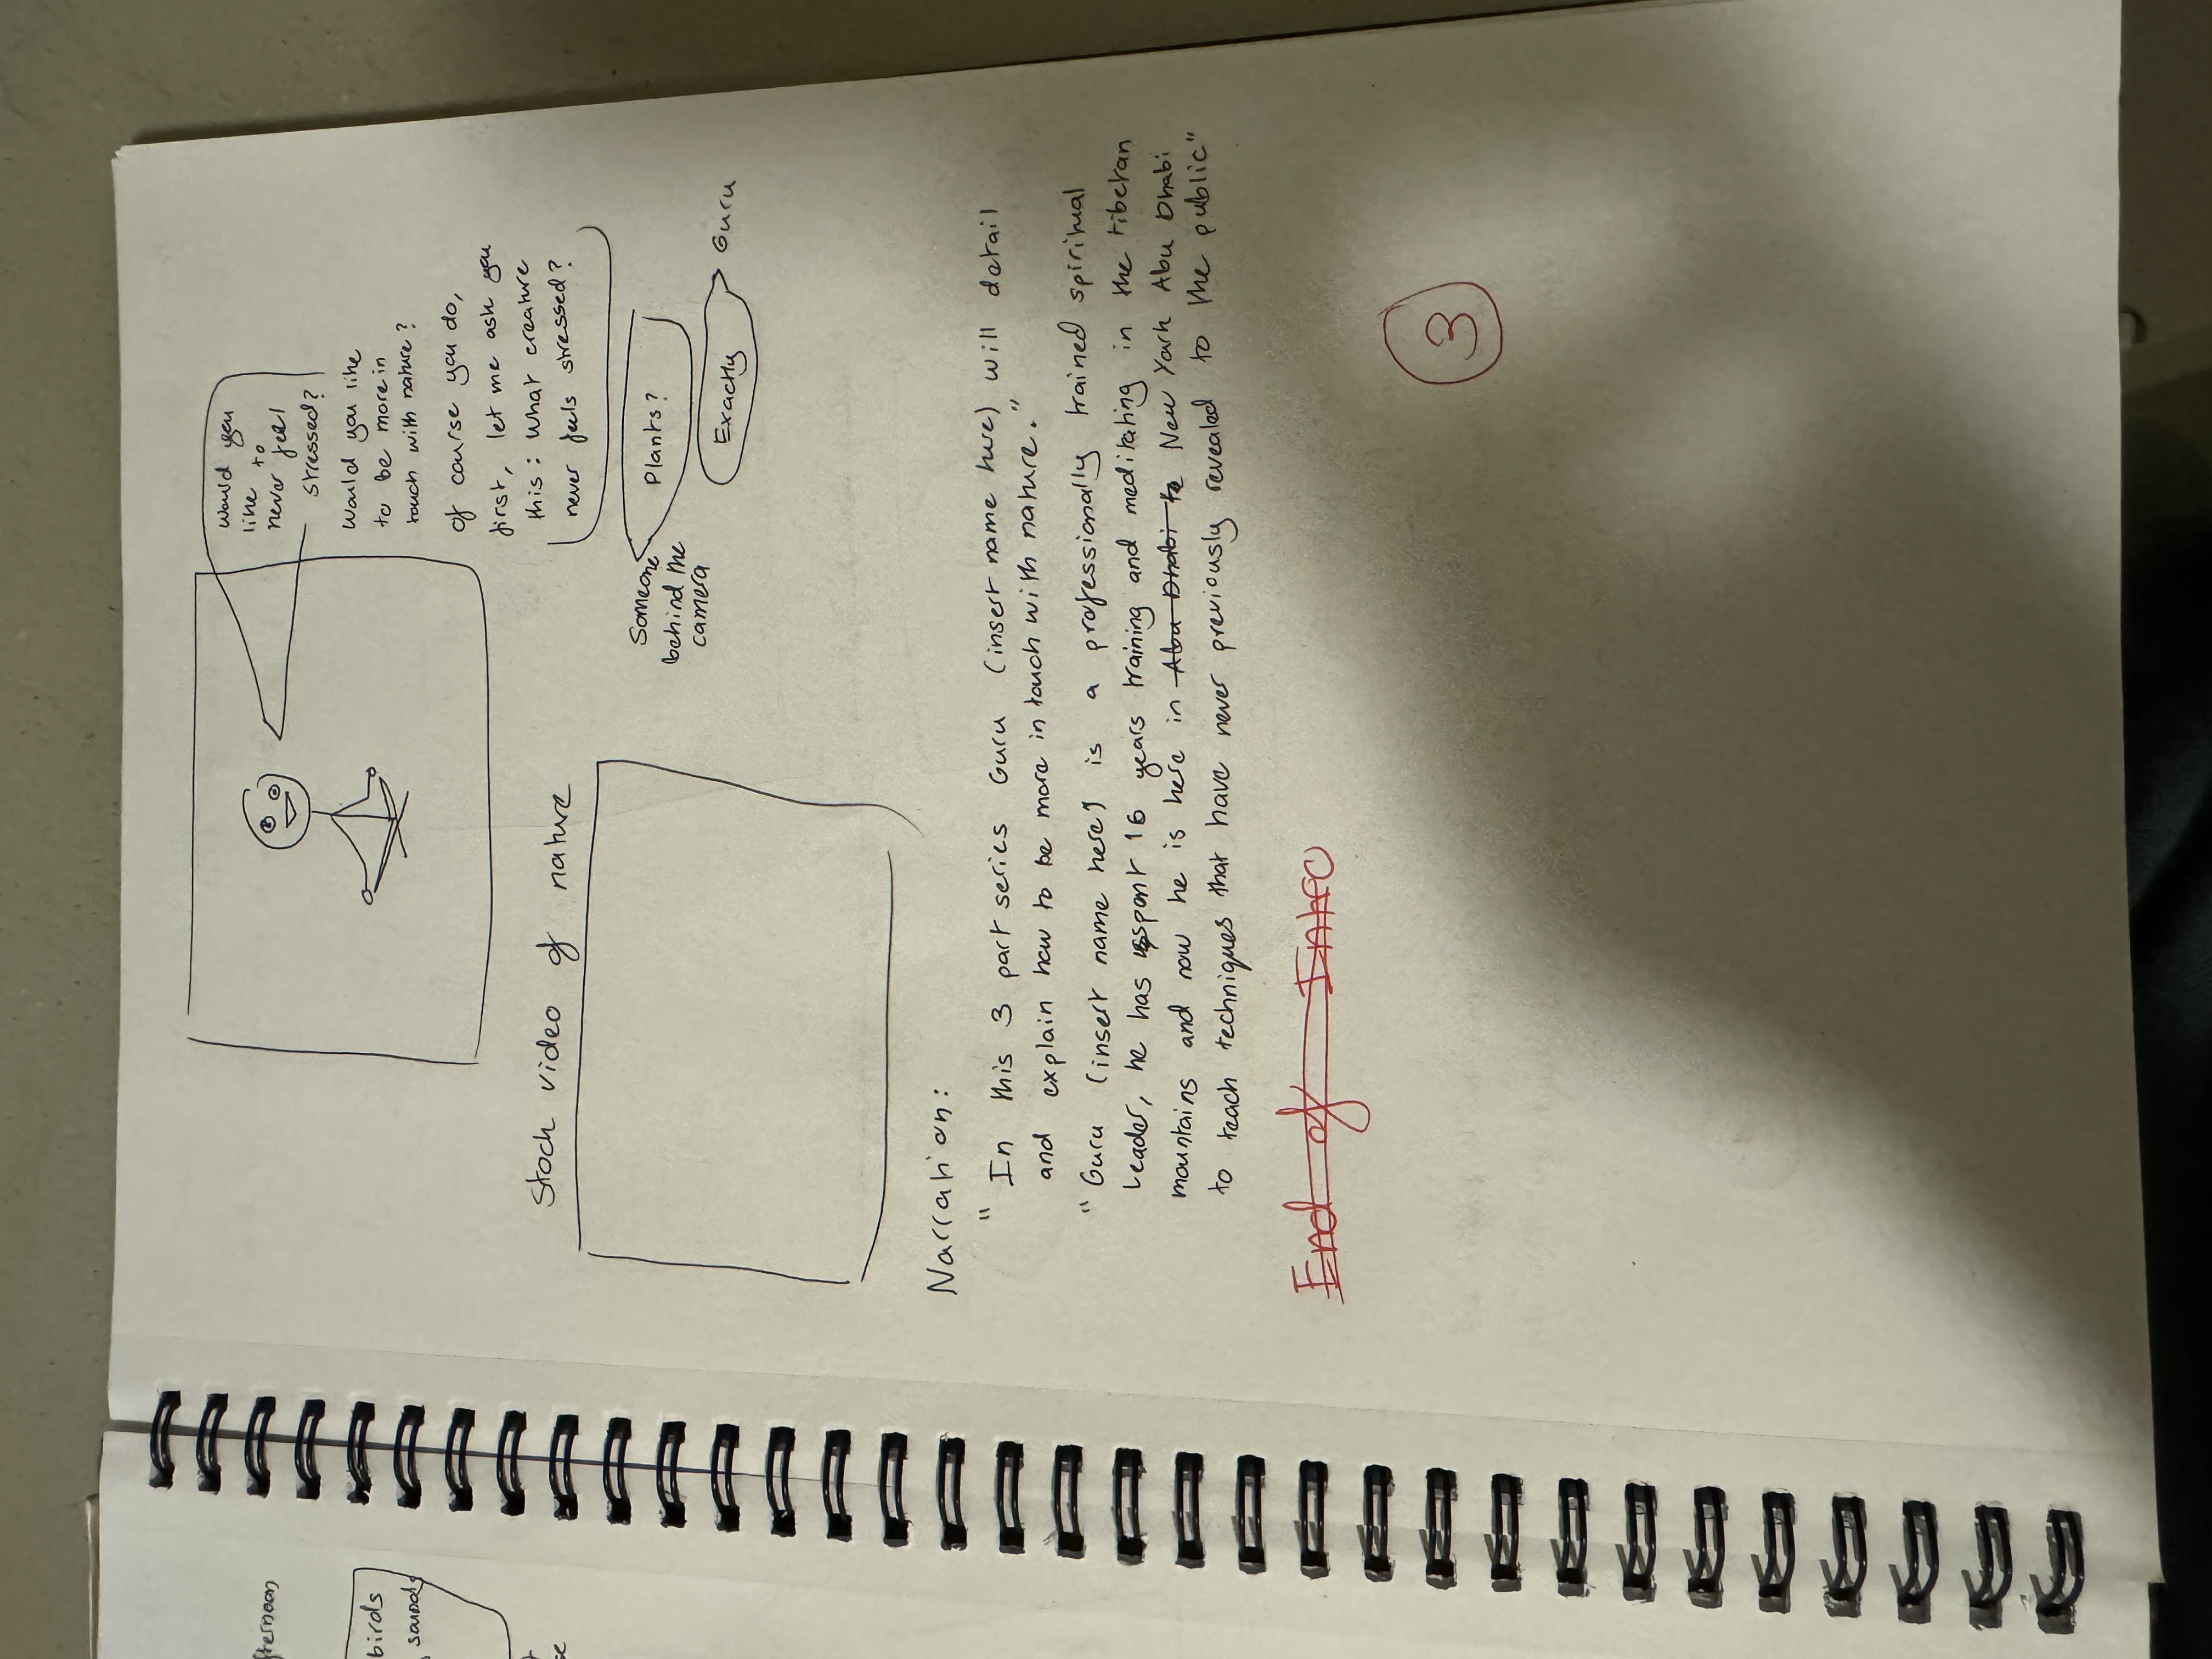 fternoon
birds
sounds
se
would you
like to
never feel
stressed?
would you like
to be more in
touch with nature?
of course you do,
first, let me ask you
this: What creature
never feels stressed?
Stock video of nature
Someone
behind the
camera
Plants?
Exactly
Guru
Narration:
" In this 3 part series Guru (insert name here) will detail
and explain how to be more in touch with nature."
" Guru (insert name here) is a professionally trained spiritual
Leader, he has spent 16 years training and meditating in the tibetan
mountains and now he is here in Abu Dhabi to New York Abu Dhabi
to teach techniques that have never previously revealed to the public"
End of Intro
3